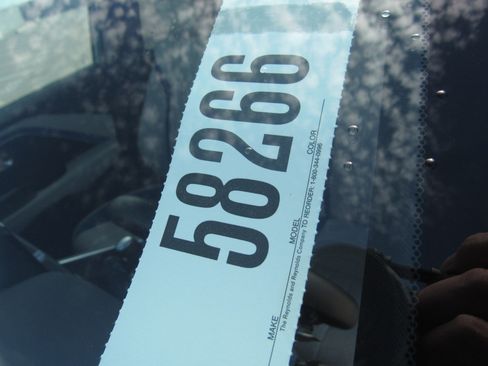 58266
MAKE MODEL COLOR
The Reynolds and Reynolds Company TO REORDER: 1-800-344-0996